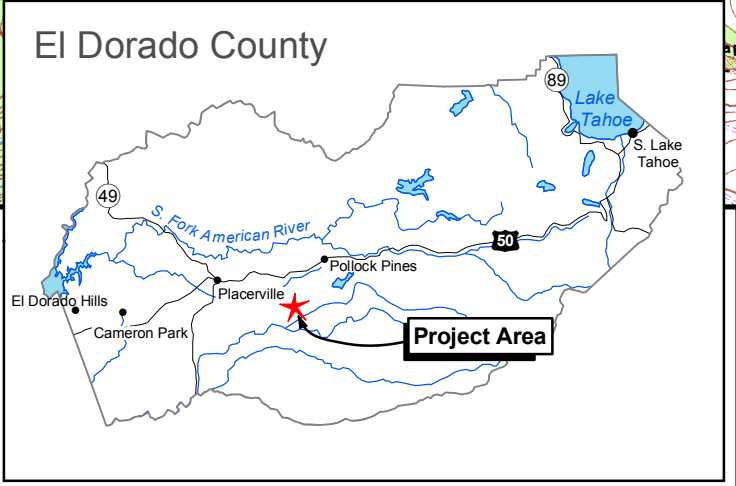 El Dorado County
89
Lake
Tahoe
S. Lake
Tahoe
49
S. Fork American River
50
Pollock Pines
Placerville
El Dorado Hills
Cameron Park
Project Area